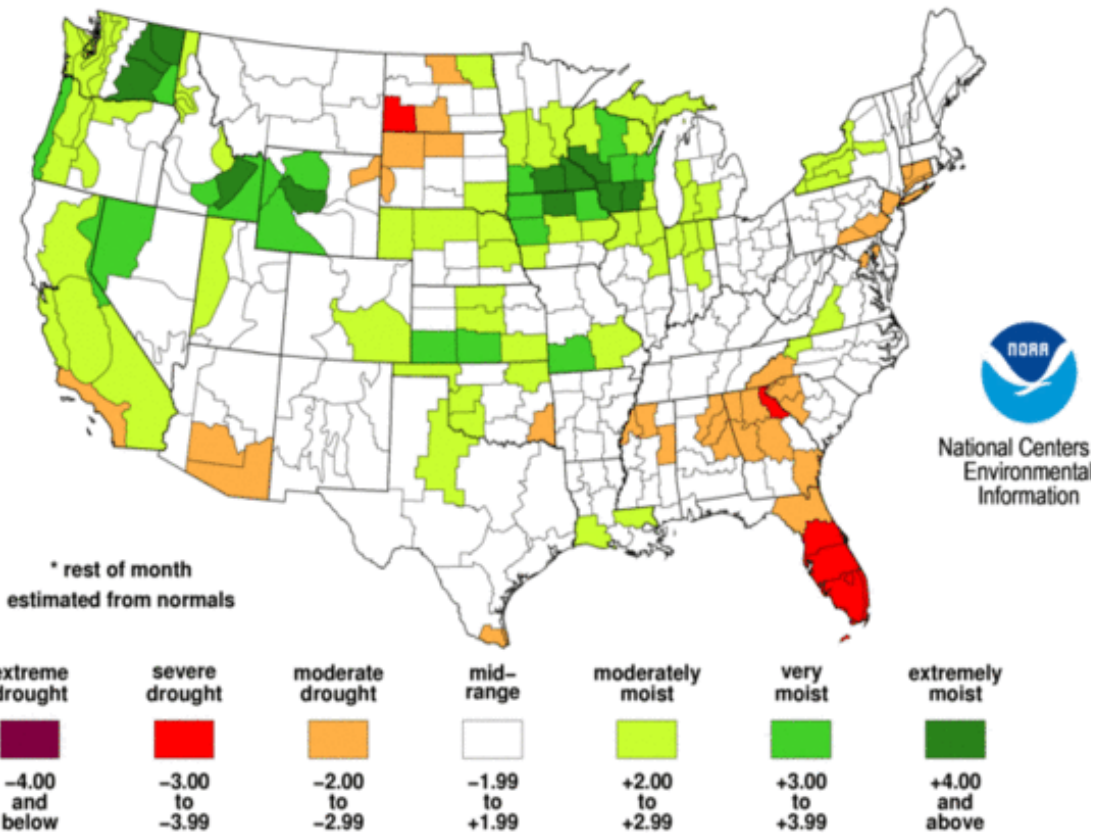 NOAA
National Centers
Environmental
Information
* rest of month
estimated from normals
extreme
drought
severe
drought
moderate
drought
mid-
range
moderately
moist
very
moist
extremely
moist
-4.00
and
below
-3.00
to
-3.99
-2.00
to
-2.99
-1.99
to
+1.99
+2.00
to
+2.99
+3.00
to
+3.99
+4.00
and
above